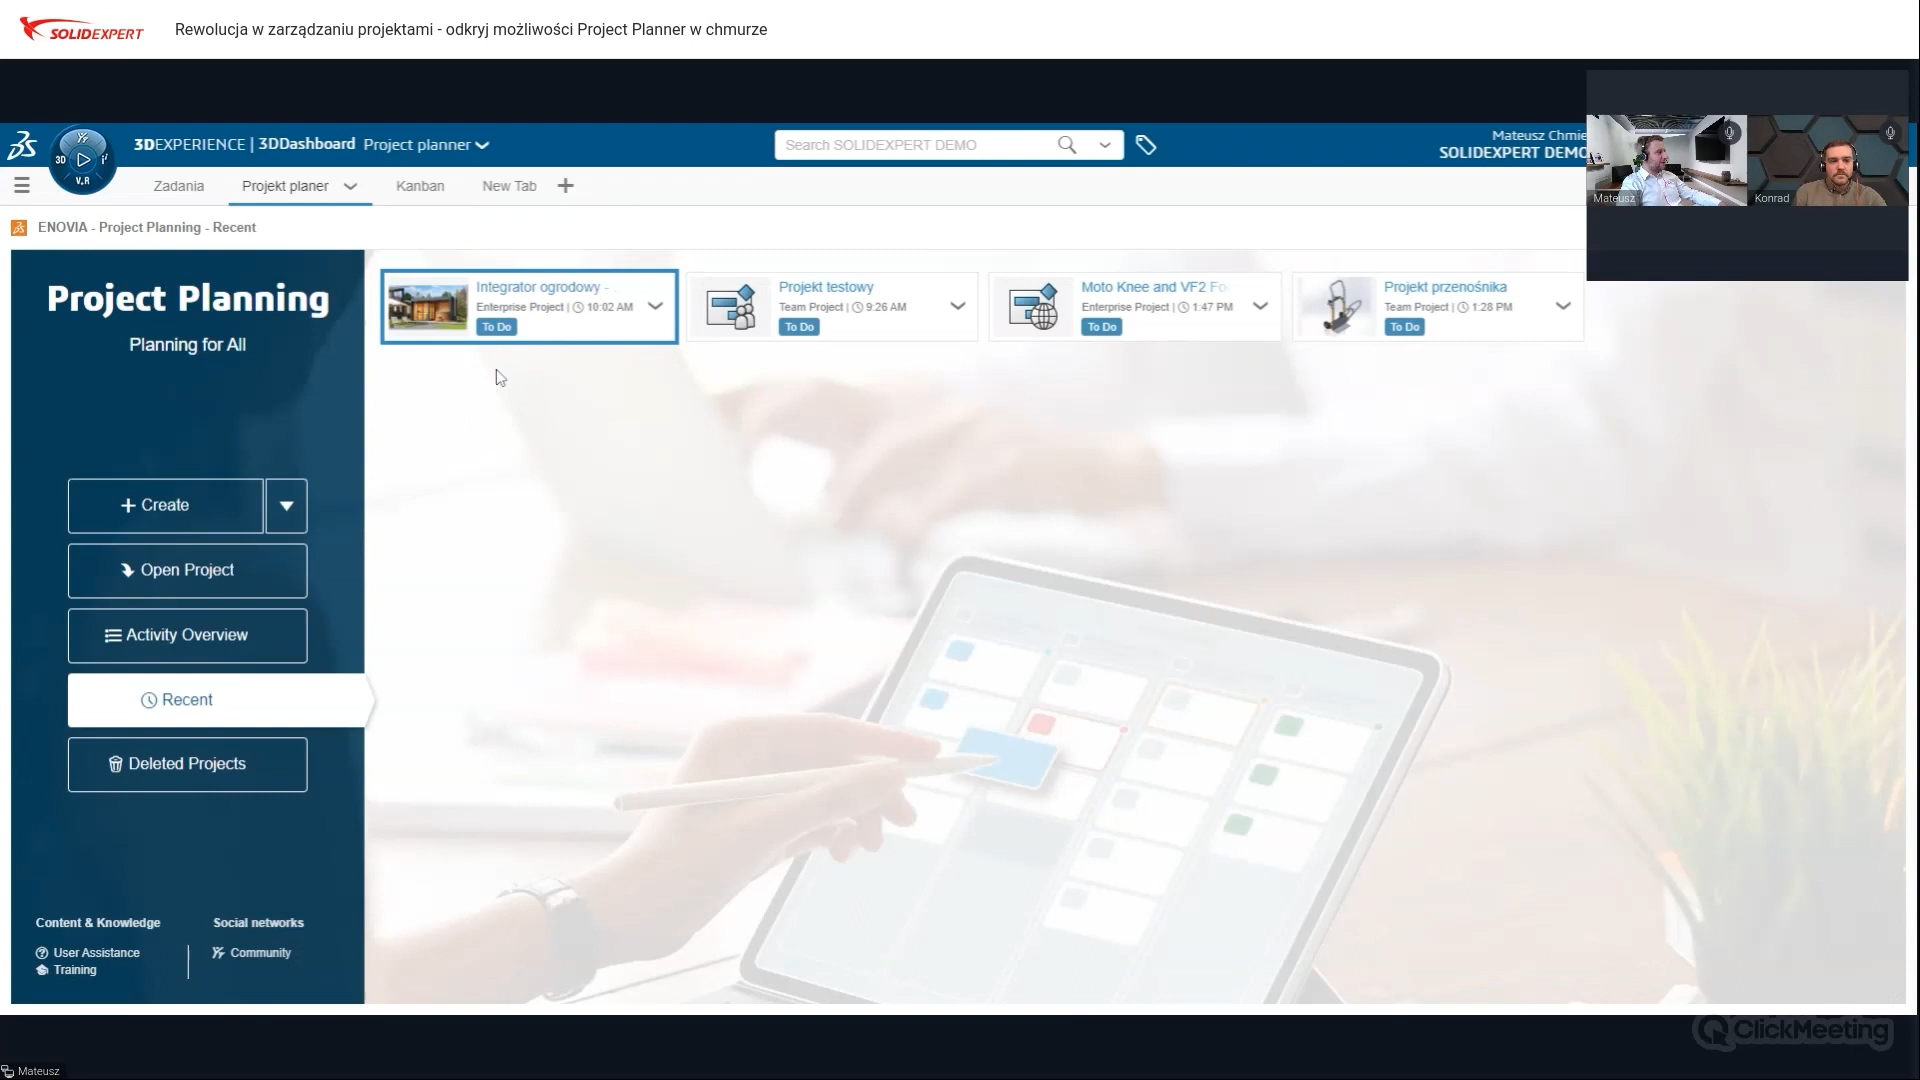 SOLIDEXPERT
Rewolucja w zarządzaniu projektami - odkryj możliwości Project Planner w chmurze
3DEXPERIENCE | 3DDashboard Project planner
Search SOLIDEXPERT DEMO
Mateusz Chmie
SOLIDEXPERT DEMO
3D
V.R
Zadania
Projekt planer
Kanban
New Tab
Mateusz
Konrad
ENOVIA - Project Planning - Recent
Project Planning
Planning for All
Integrator ogrodowy - 
Enterprise Project | 10:02 AM
To Do
Projekt testowy
Team Project | 9:26 AM
To Do
Moto Knee and VF2 Fo
Enterprise Project | 1:47 PM
To Do
Projekt przenośnika
Team Project | 1:28 PM
To Do
Create
Open Project
Activity Overview
Recent
Deleted Projects
Content & Knowledge
Social networks
User Assistance
Community
Training
ClickMeeting
Mateusz